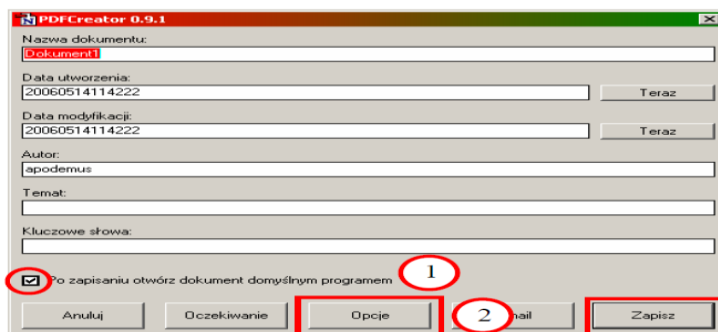 PDFCreator 0.9.1
Nazwa dokumentu:
Dokument1
Data utworzenia:
20060514114222
Teraz
Data modyfikacji:
20060514114222
Teraz
Autor:
apodemus
Temat:
Kluczowe słowa:
Po zapisaniu otwórz dokument domyślnym programem
1
Anuluj
Oczekiwanie
Opcje
2
Zapisz